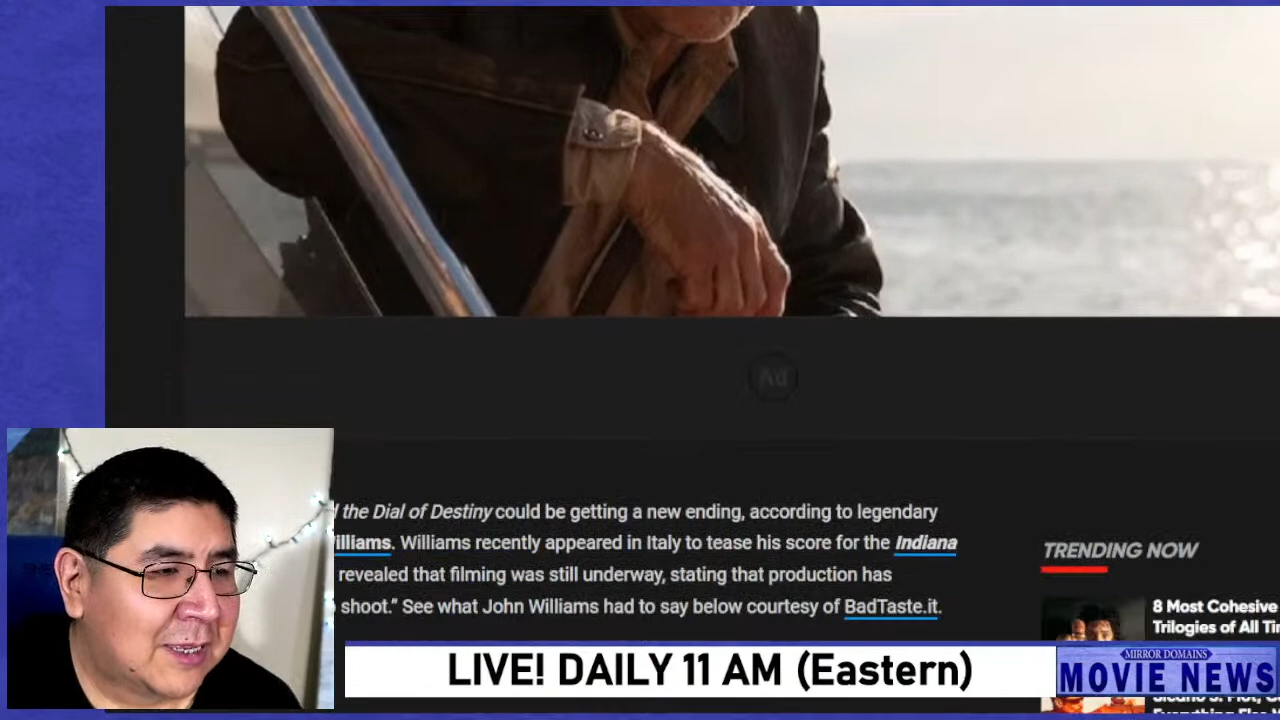 Ad
the Dial of Destiny could be getting a new ending, according to legendary
illiams. Williams recently appeared in Italy to tease his score for the Indiana
revealed that filming was still underway, stating that production has
shoot.” See what John Williams had to say below courtesy of BadTaste.it.
TRENDING NOW
8 Most Cohesive
Trilogies of All Ti
LIVE! DAILY 11 AM (Eastern)
MIRROR DOMAINS
MOVIE NEWS